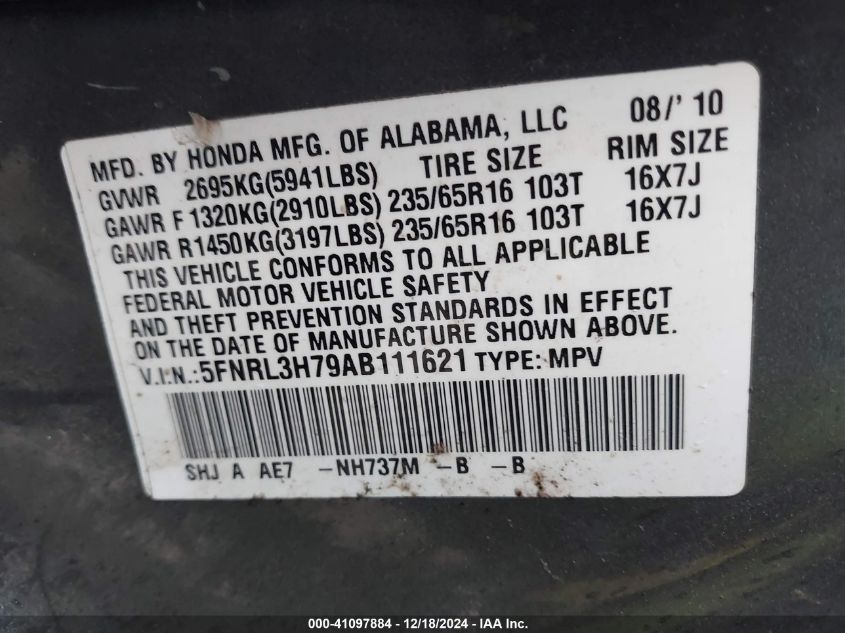 MFD. BY HONDA MFG. OF ALABAMA, LLC 08/' 10
GVWR 2695KG(5941LBS) TIRE SIZE RIM SIZE
GAWR F 1320KG(2910LBS) 235/65R16 103T 16X7J
GAWR R1450KG(3197LBS) 235/65R16 103T 16X7J
THIS VEHICLE CONFORMS TO ALL APPLICABLE
FEDERAL MOTOR VEHICLE SAFETY
AND THEFT PREVENTION STANDARDS IN EFFECT
ON THE DATE OF MANUFACTURE SHOWN ABOVE.
V.I.N.:5FNRL3H79AB111621 TYPE: MPV
SHJ A AE7 -NH737M -B -B
000-41097884 - 12/18/2024 - IAA Inc.